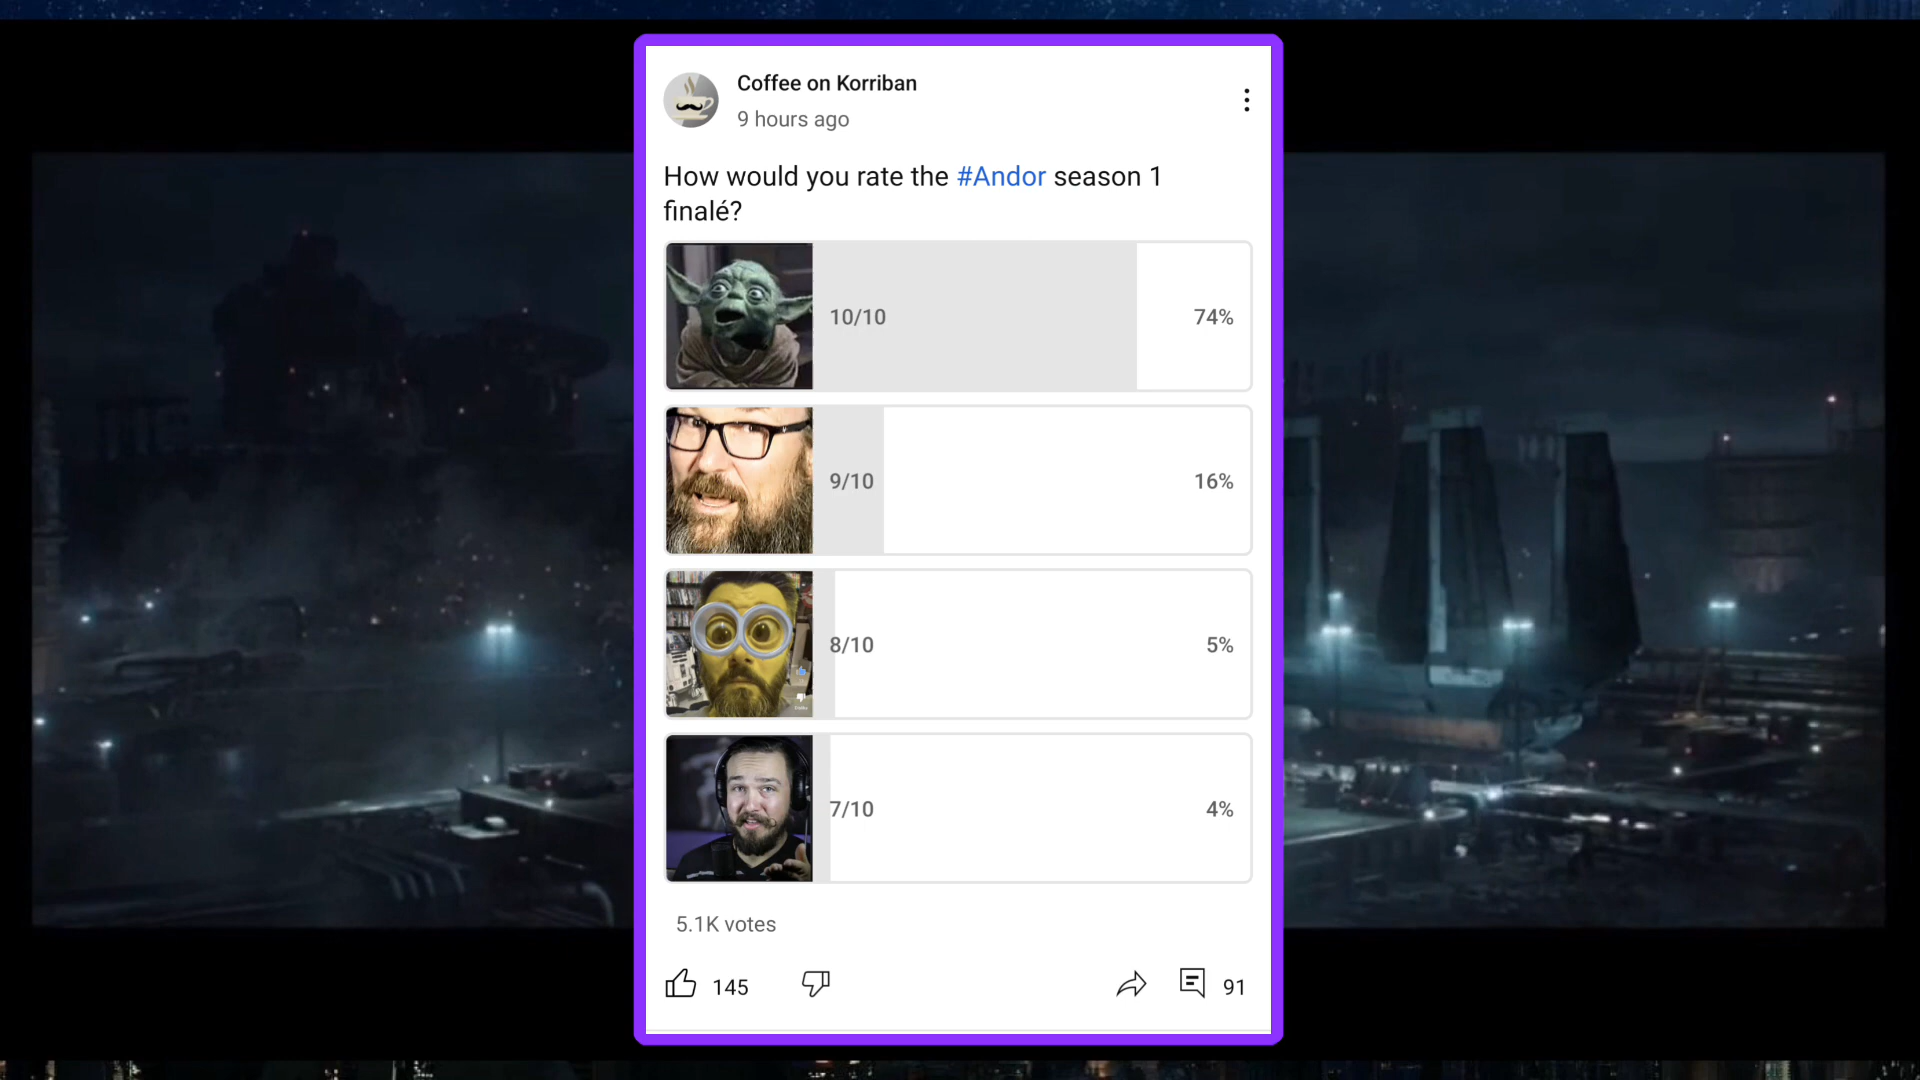 Coffee on Korriban
9 hours ago
How would you rate the #Andor season 1
finalé?
10/10 74%
9/10 16%
8/10 5%
7/10 4%
5.1K votes
145 91